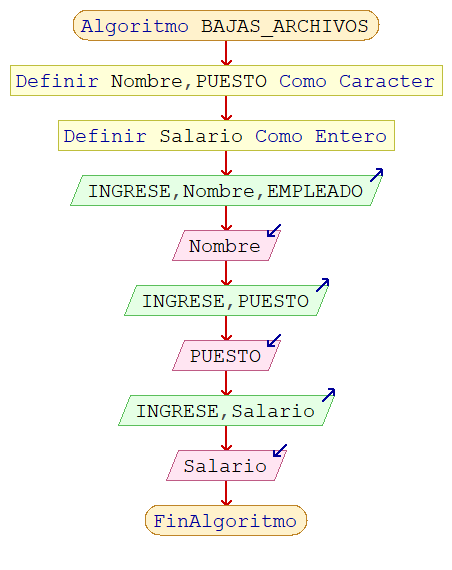 Algoritmo BAJAS_ARCHIVOS
Definir Nombre,PUESTO Como Caracter
Definir Salario Como Entero
INGRESE,Nombre,EMPLEADO
Nombre
INGRESE,PUESTO
PUESTO
INGRESE,Salario
Salario
FinAlgoritmo